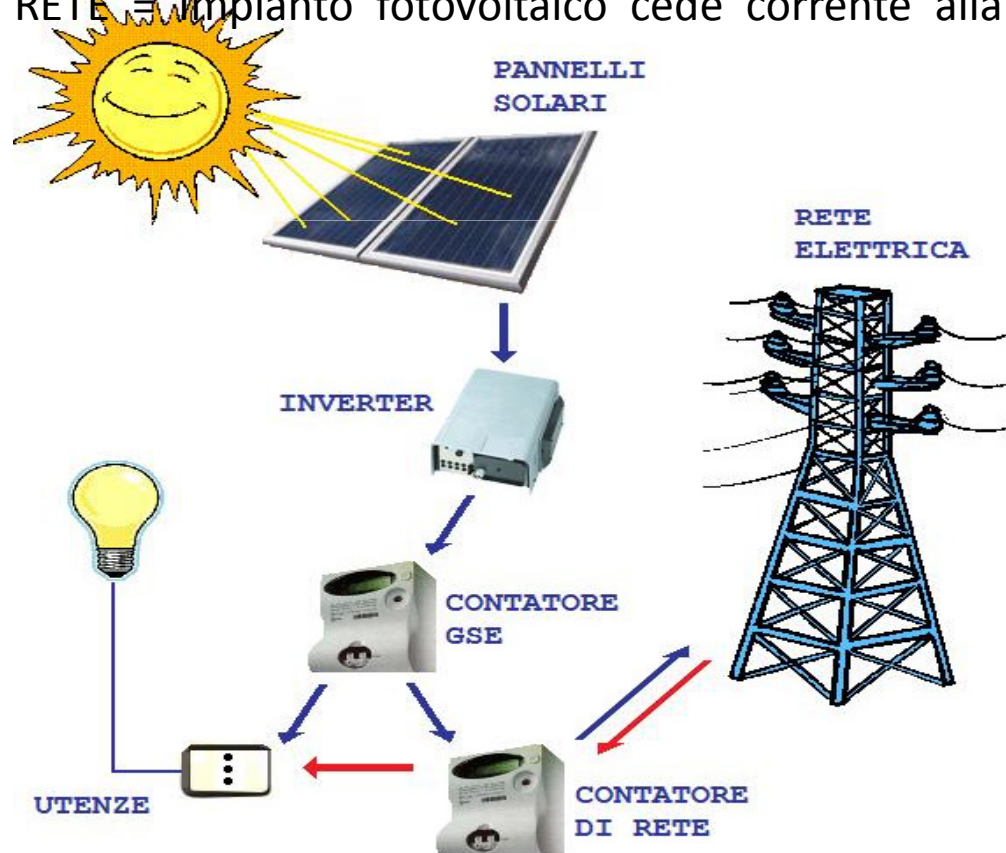 RETE = Impianto fotovoltaico cede corrente alla
PANNELLI
SOLARI
RETE
ELETTRICA
INVERTER
CONTATORE
GSE
UTENZE
CONTATORE
DI RETE